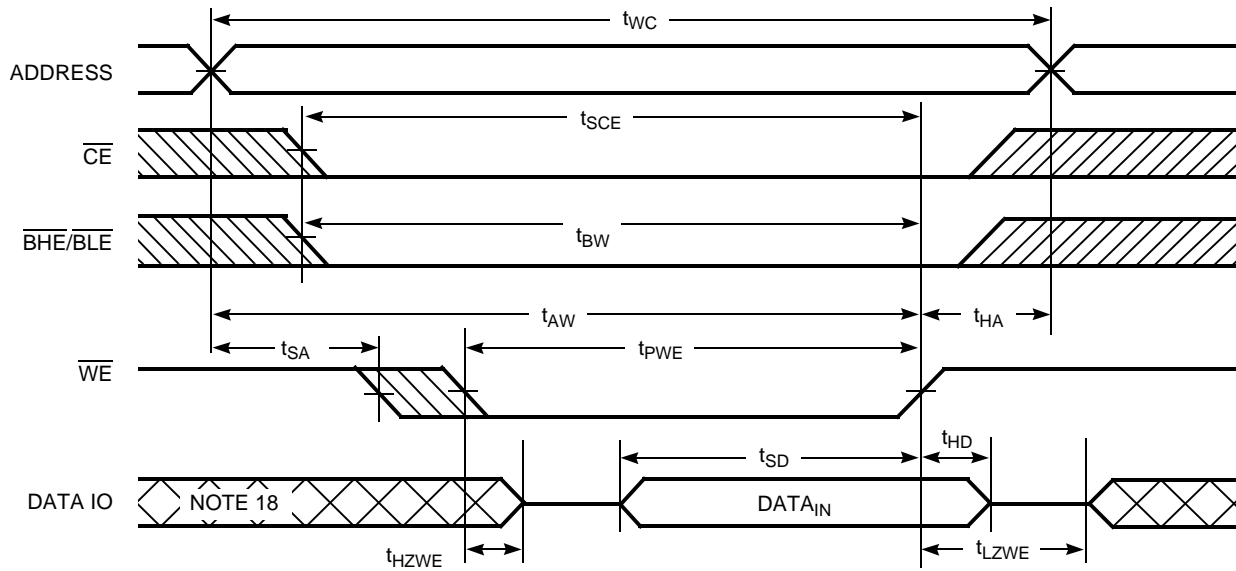 tWC
ADDRESS
tSCE
CE
BHE/BLE
tBW
tAW
tHA
tSA
tPWE
WE
tHD
tSD
DATA IO
NOTE 18
DATAIN
tHZWE
tLZWE